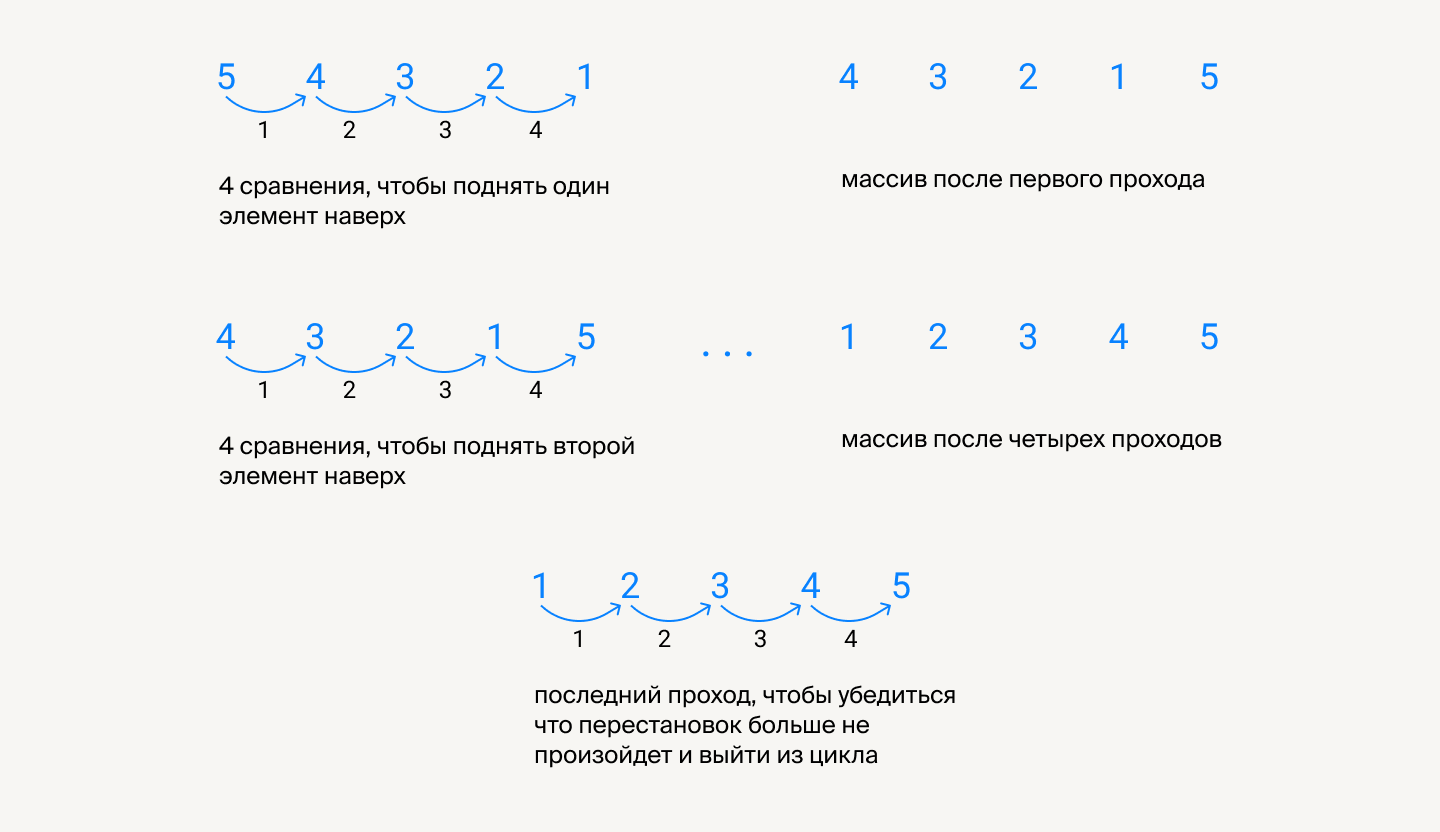 5 4 3 2 1
1 2 3 4
4 сравнения, чтобы поднять один
элемент наверх
4 3 2 1 5
массив после первого прохода
4 3 2 1 5
1 2 3 4
4 сравнения, чтобы поднять второй
элемент наверх
...
1 2 3 4 5
массив после четырех проходов
1 2 3 4 5
1 2 3 4
последний проход, чтобы убедиться
что перестановок больше не
произойдет и выйти из цикла